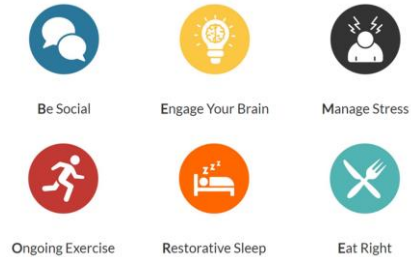 Be Social
Engage Your Brain
Manage Stress
z z z
Ongoing Exercise
Restorative Sleep
Eat Right